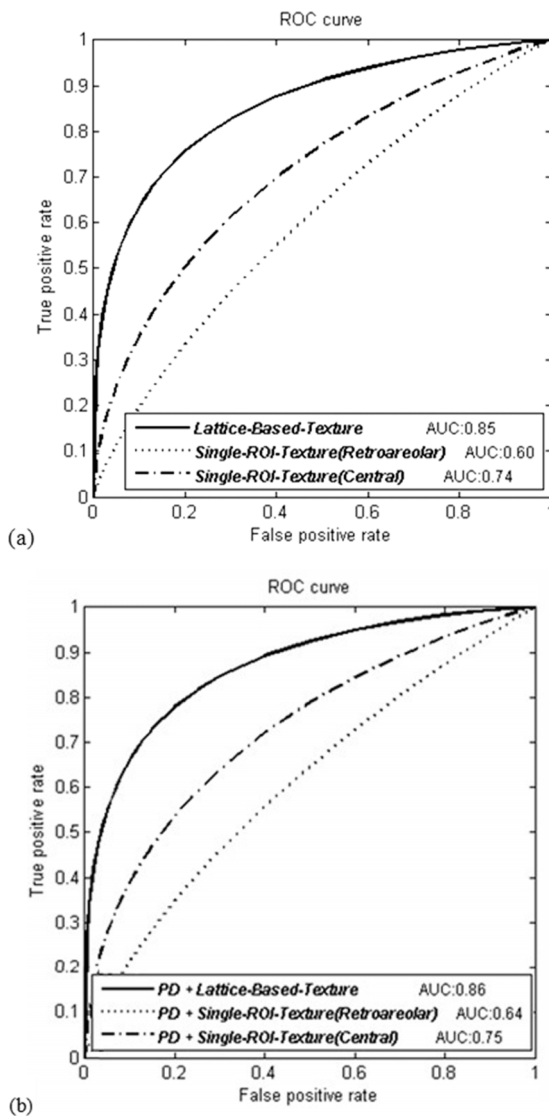 ROC curve
1
0.9
0.8
0.7
0.6
0.5
0.4
0.3
0.2
0.1
0
True positive rate
Lattice-Based-Texture AUC:0.85
Single-ROI-Texture(Retroareolar) AUC:0.60
Single-ROI-Texture(Central) AUC:0.74
0 0.2 0.4 0.6 0.8 1
False positive rate
(a)
ROC curve
1
0.9
0.8
0.7
0.6
0.5
0.4
0.3
0.2
0.1
0
True positive rate
PD + Lattice-Based-Texture AUC:0.86
PD + Single-ROI-Texture(Retroareolar) AUC:0.64
PD + Single-ROI-Texture(Central) AUC:0.75
0 0.2 0.4 0.6 0.8 1
False positive rate
(b)